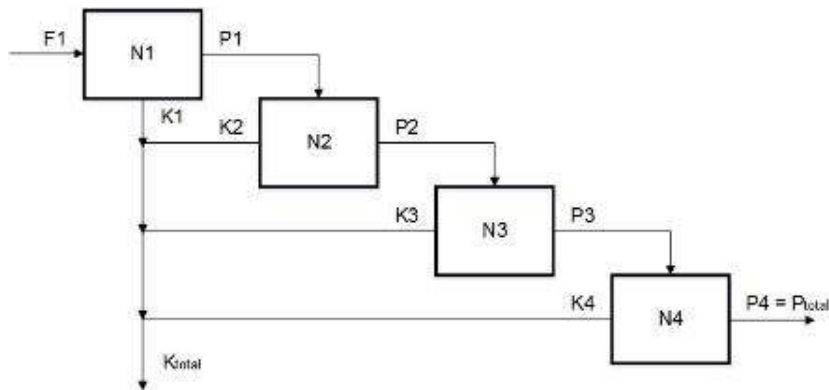 F1
N1
P1
K1
K2
N2
P2
K3
N3
P3
K4
N4
P4 = Ptotal
Ktotal